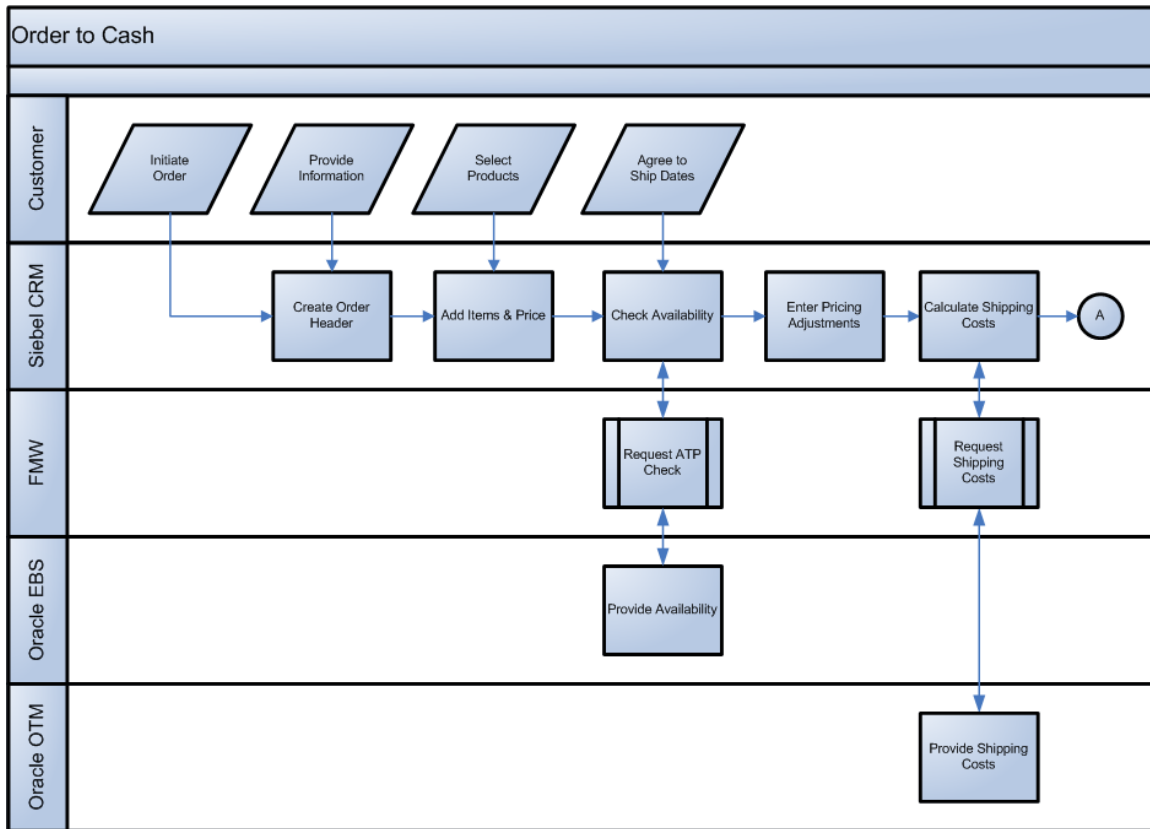 Order to Cash
Customer
Initiate
Order
Provide
Information
Select
Products
Agree to
Ship Dates
Siebel CRM
Create Order
Header
Add Items & Price
Check Availability
Enter Pricing
Adjustments
Calculate Shipping
Costs
A
FMW
Request ATP
Check
Request
Shipping
Costs
Oracle EBS
Provide Availability
Oracle OTM
Provide Shipping
Costs